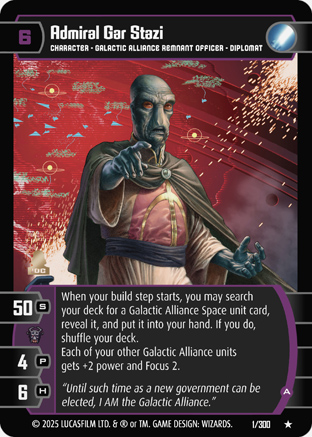 6
Admiral Gar Stazi
CHARACTER • GALACTIC ALLIANCE REMNANT OFFICER • DIPLOMAT
50 S
When your build step starts, you may search
your deck for a Galactic Alliance Space unit card,
reveal it, and put it into your hand. If you do,
shuffle your deck.
4 P
Each of your other Galactic Alliance units
gets +2 power and Focus 2.
6 H
“Until such time as a new government can be
elected, I AM the Galactic Alliance.”
A
© 2025 LUCASFILM LTD. & ® or TM. GAME DESIGN: WIZARDS.
1/300